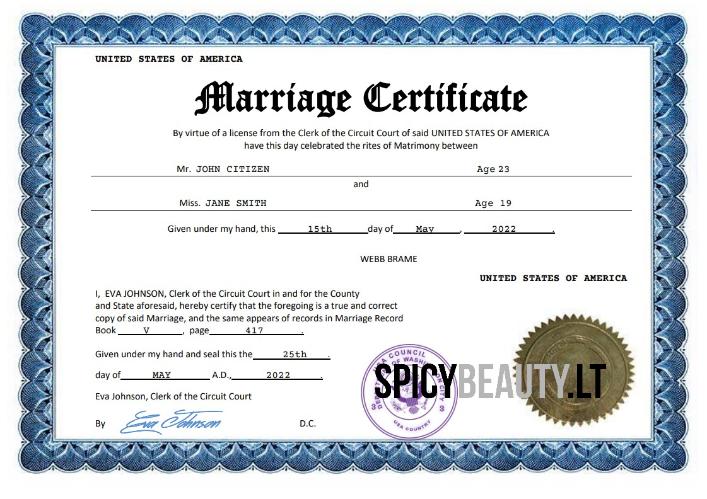 UNITED STATES OF AMERICA
Marriage Certificate
By virtue of a license from the Clerk of the Circuit Court of said UNITED STATES OF AMERICA
have this day celebrated the rites of Matrimony between
Mr. JOHN CITIZEN Age 23
and
Miss. JANE SMITH Age 19
Given under my hand, this 15th day of May, 2022.
WEBB BRAME
UNITED STATES OF AMERICA
I, EVA JOHNSON, Clerk of the Circuit Court in and for the County
and State aforesaid, hereby certify that the foregoing is a true and correct
copy of said Marriage, and the same appears of records in Marriage Record
Book V, page 417.
Given under my hand and seal this the 25th.
day of MAY A.D., 2022.
Eva Johnson, Clerk of the Circuit Court
By Eva Johnson D.C.
COUNCIL
OF WASHIN
CITY
USA COUNTRY
SPICYBEAUTY.LT